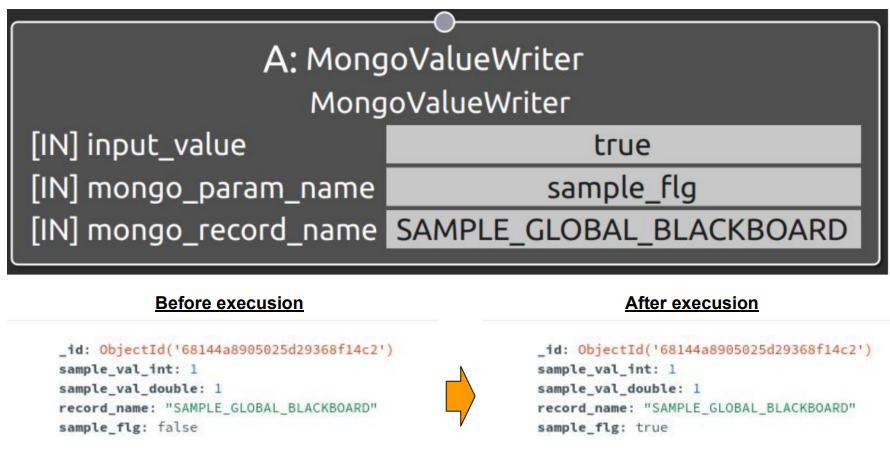 A: MongoValueWriter
MongoValueWriter
[IN] input_value true
[IN] mongo_param_name sample_flg
[IN] mongo_record_name SAMPLE_GLOBAL_BLACKBOARD
Before execusion
_id: ObjectId('68144a8905025d29368f14c2')
sample_val_int: 1
sample_val_double: 1
record_name: "SAMPLE_GLOBAL_BLACKBOARD"
sample_flg: false
After execusion
_id: ObjectId('68144a8905025d29368f14c2')
sample_val_int: 1
sample_val_double: 1
record_name: "SAMPLE_GLOBAL_BLACKBOARD"
sample_flg: true